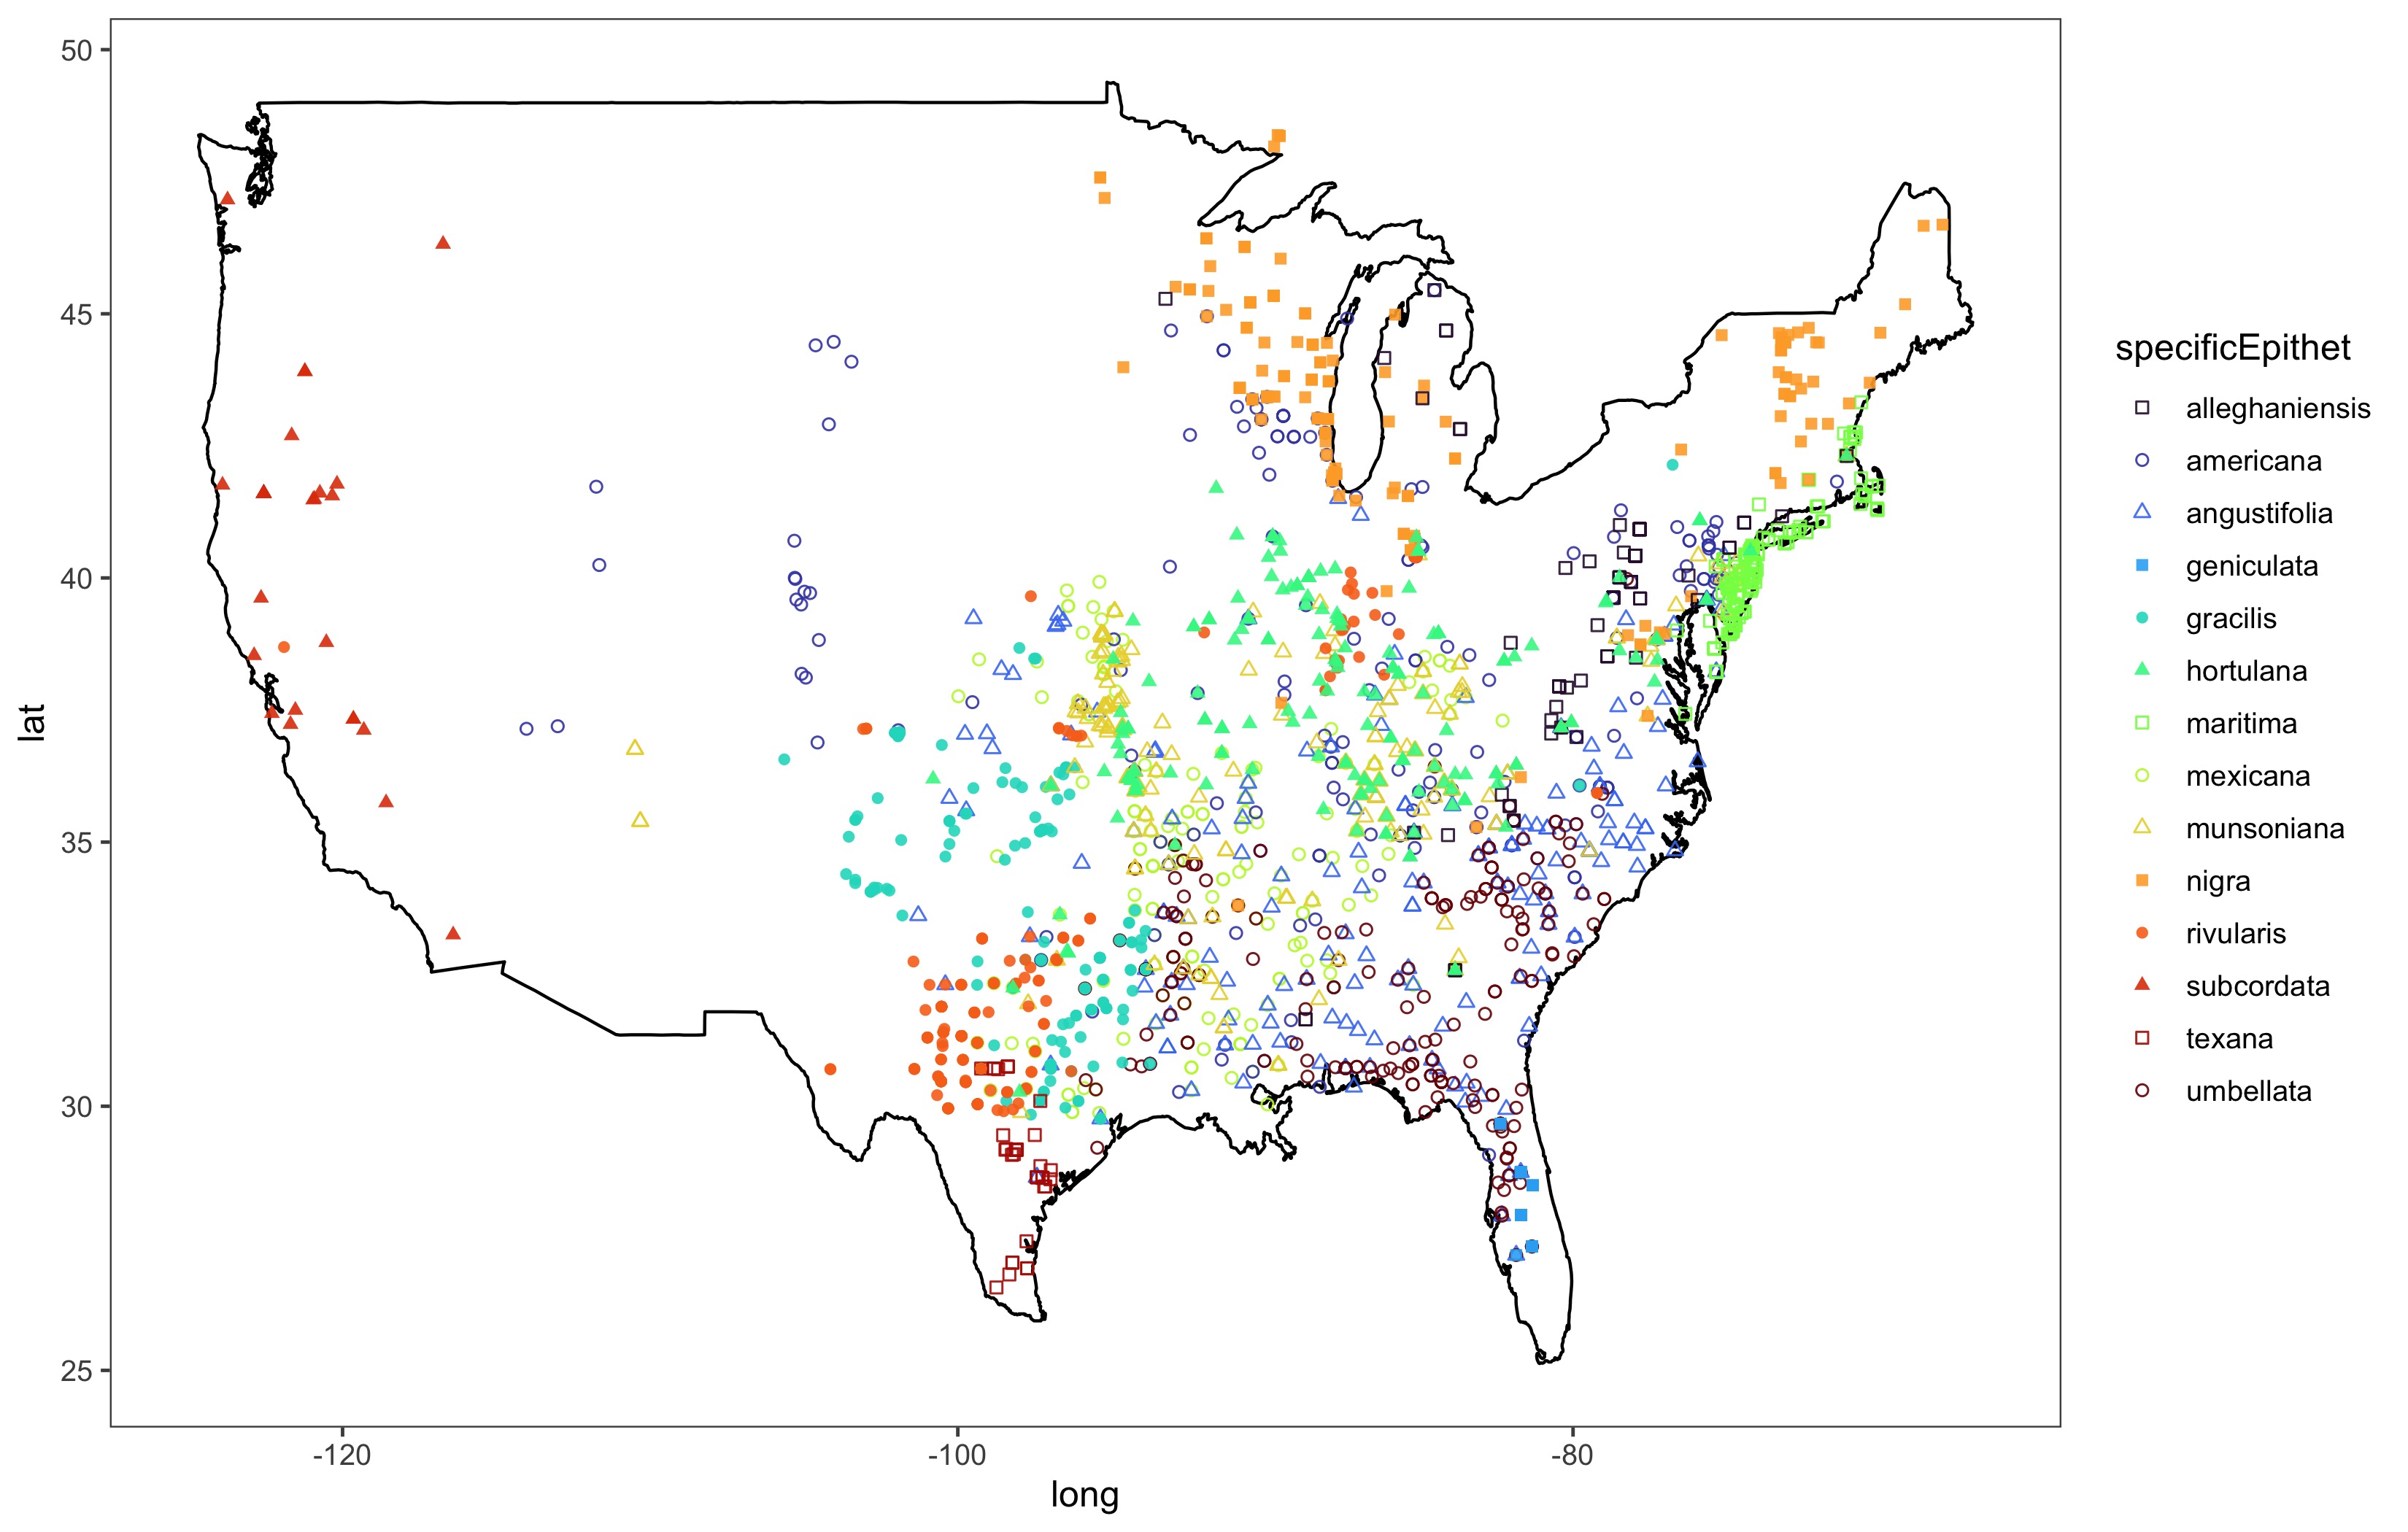 50
45
40
35
30
25
lat
-120
-100
-80
long
specificEpithet
alleghaniensis
americana
angustifolia
geniculata
gracilis
hortulana
maritima
mexicana
munsoniana
nigra
rivularis
subcordata
texana
umbellata